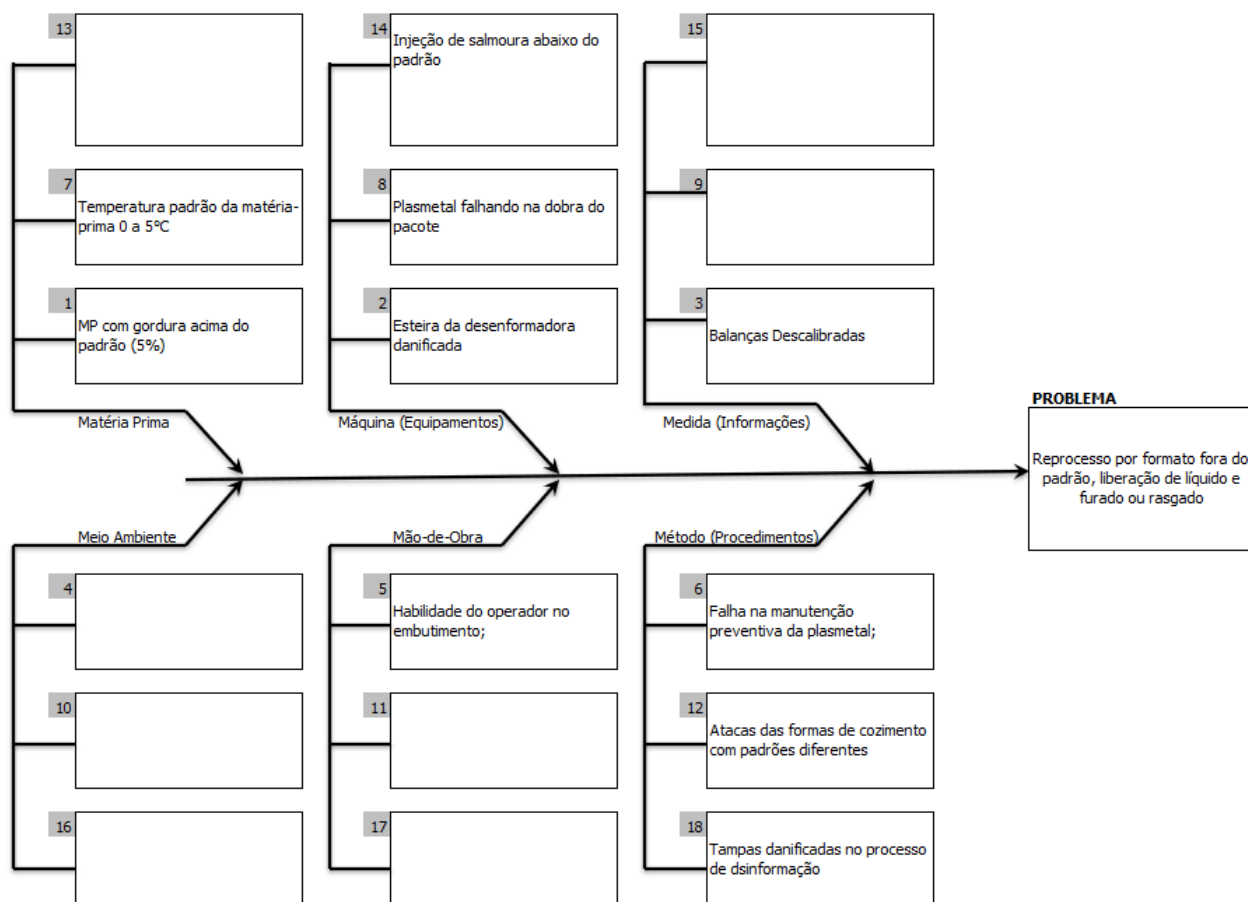 13
14
Injeção de salmoura abaixo do
padrão
15
7
Temperatura padrão da matéria-
prima 0 a 5ºC
8
Plasmetal falhando na dobra do
pacote
9
1
MP com gordura acima do
padrão (5%)
2
Esteira da desenformadora
danificada
3
Balanças Descalibradas
Matéria Prima
Máquina (Equipamentos)
Medida (Informações)
PROBLEMA
Reprocesso por formato fora do
padrão, liberação de líquido e
furado ou rasgado
Meio Ambiente
Mão-de-Obra
Método (Procedimentos)
4
5
Habilidade do operador no
embutimento;
6
Falha na manutenção
preventiva da plasmetal;
10
11
12
Atacas das formas de cozimento
com padrões diferentes
16
17
18
Tampas danificadas no processo
de dsinformação